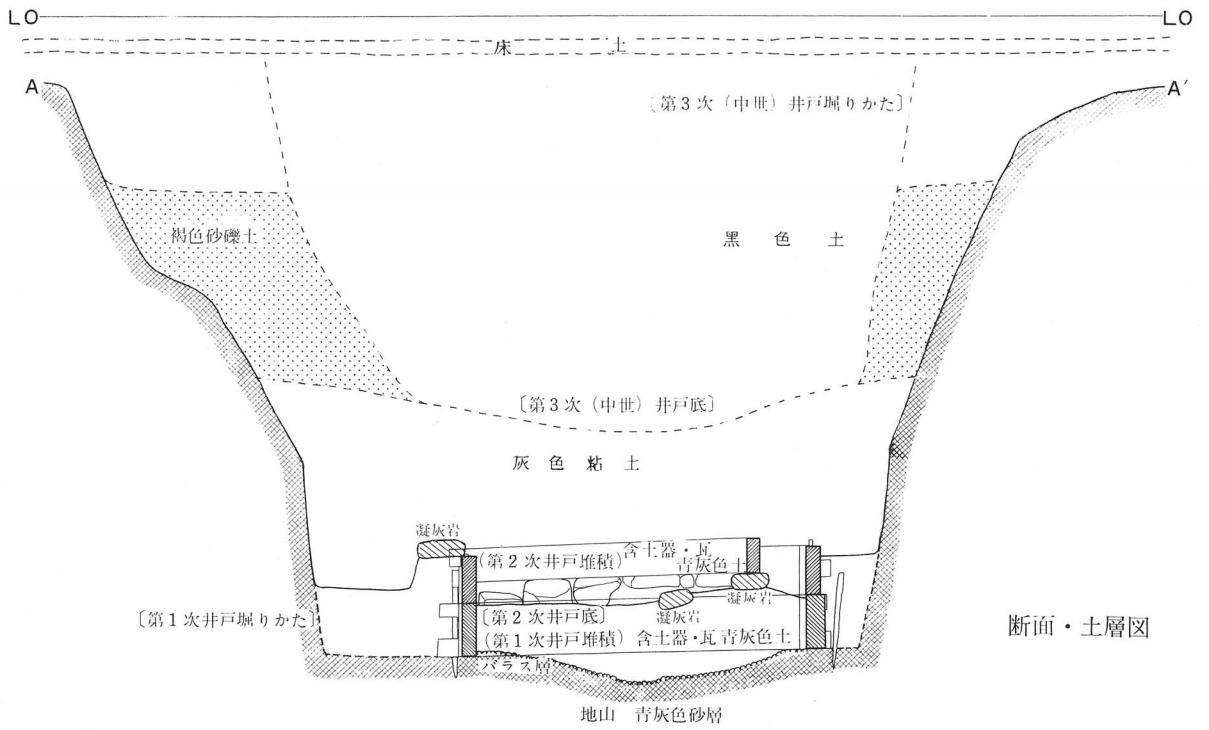 LO LO
床土
A A′
〔第3次（中世）井戸堀りかた〕
褐色砂礫土
黒色土
〔第3次（中世）井戸底〕
灰色粘土
凝灰岩
（第2次井戸堆積）含土器・瓦
青灰色土
凝灰岩
凝灰岩
〔第1次井戸堀りかた〕
〔第2次井戸底〕
（第1次井戸堆積）含土器・瓦青灰色土
バラス層
断面・土層図
地山 青灰色砂層